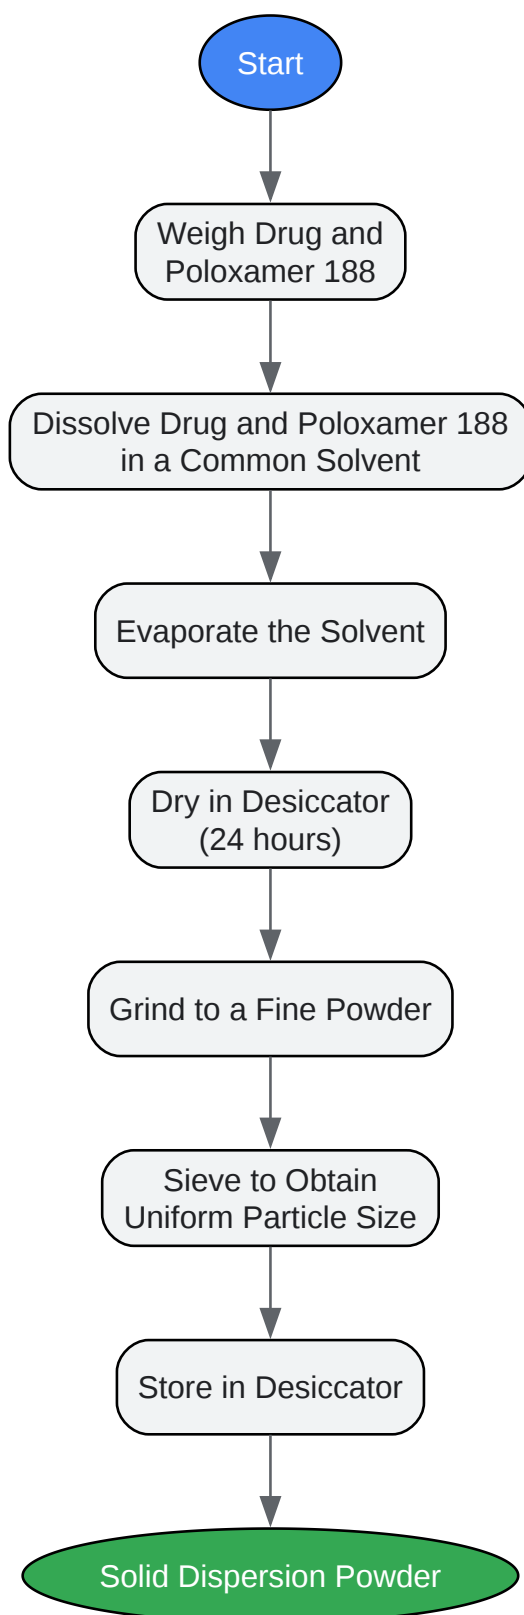 Start
Weigh Drug and
Poloxamer 188
Dissolve Drug and Poloxamer 188
in a Common Solvent
Evaporate the Solvent
Dry in Desiccator
(24 hours)
Grind to a Fine Powder
Sieve to Obtain
Uniform Particle Size
Store in Desiccator
Solid Dispersion Powder